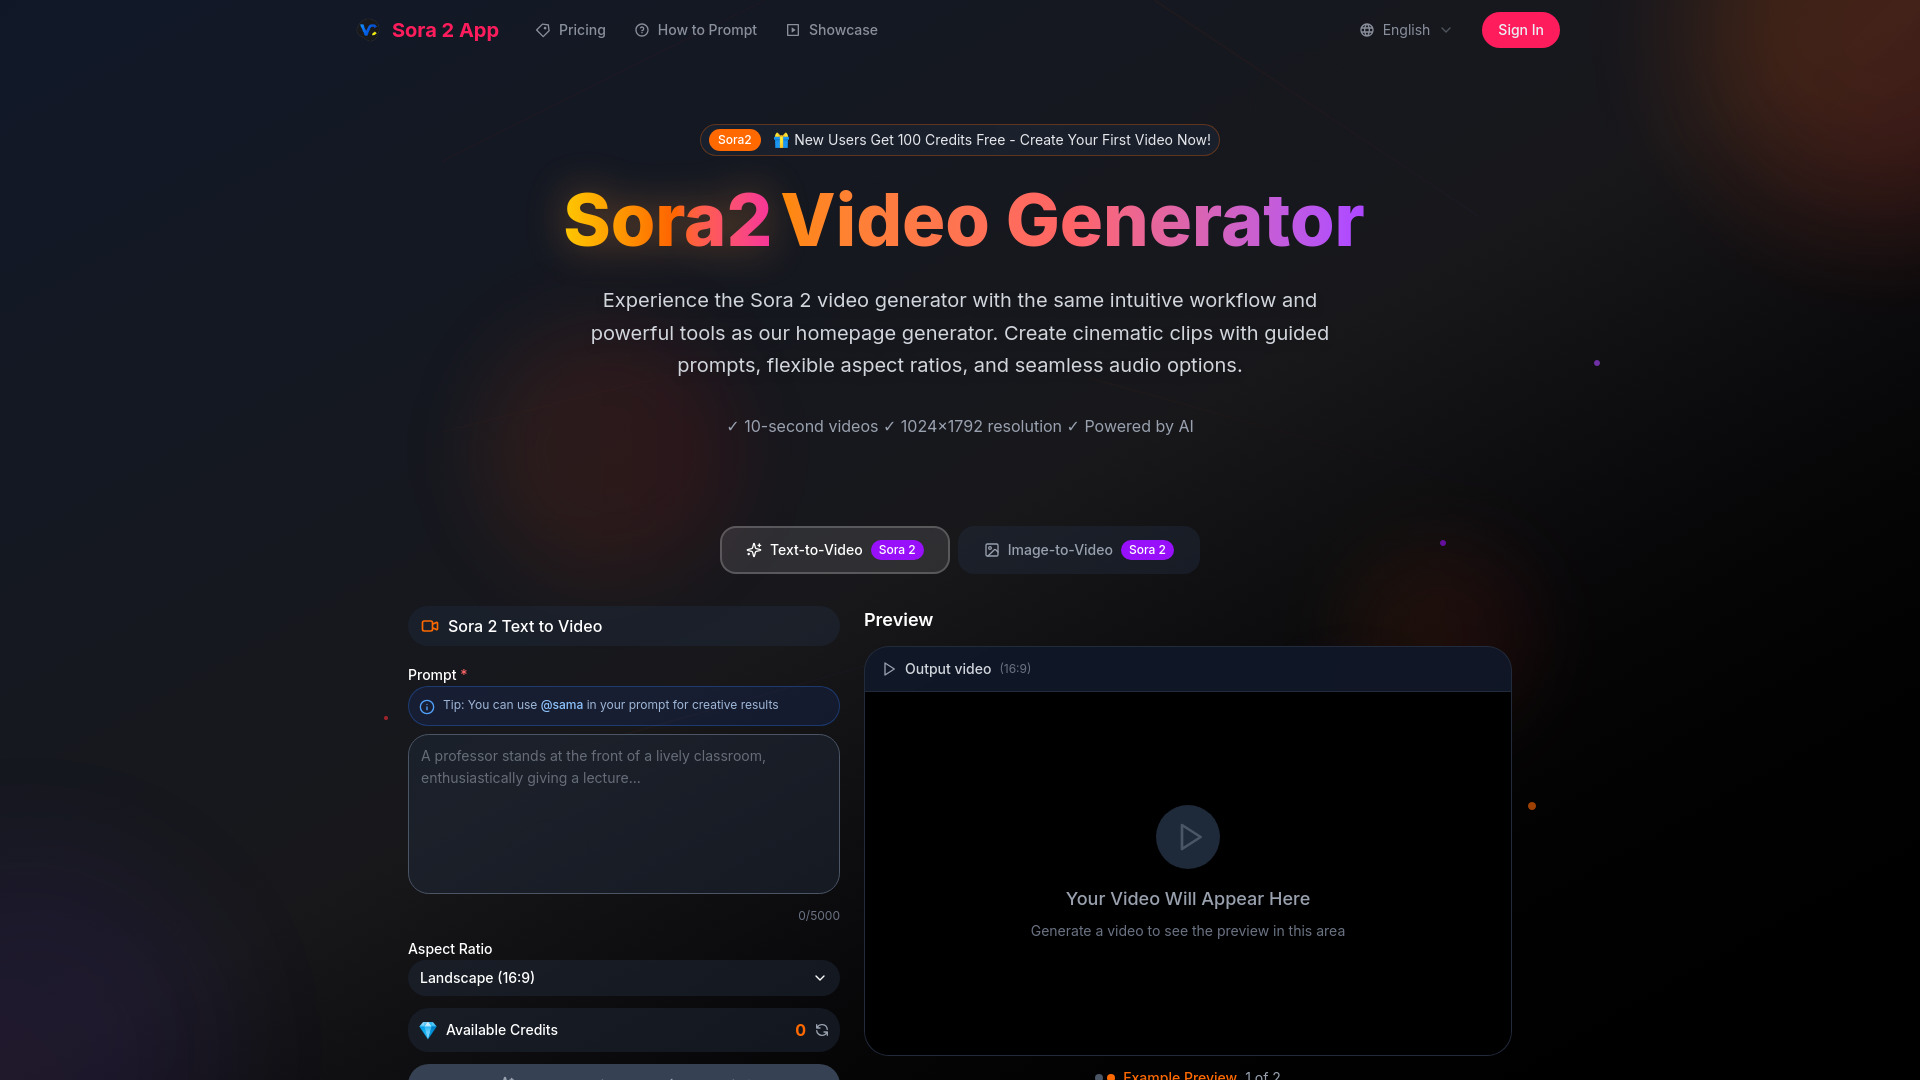 Sora 2 App
Pricing
How to Prompt
Showcase
English
Sign In
Sora2 🎁 New Users Get 100 Credits Free - Create Your First Video Now!
Sora2 Video Generator
Experience the Sora 2 video generator with the same intuitive workflow and
powerful tools as our homepage generator. Create cinematic clips with guided
prompts, flexible aspect ratios, and seamless audio options.
✓ 10-second videos ✓ 1024×1792 resolution ✓ Powered by AI
Text-to-Video Sora 2
Image-to-Video Sora 2
Sora 2 Text to Video
Prompt *
Tip: You can use @sama in your prompt for creative results
A professor stands at the front of a lively classroom,
enthusiastically giving a lecture...
0/5000
Aspect Ratio
Landscape (16:9)
💎 Available Credits 0
Preview
Output video (16:9)
Your Video Will Appear Here
Generate a video to see the preview in this area
Example Preview 1 of 2